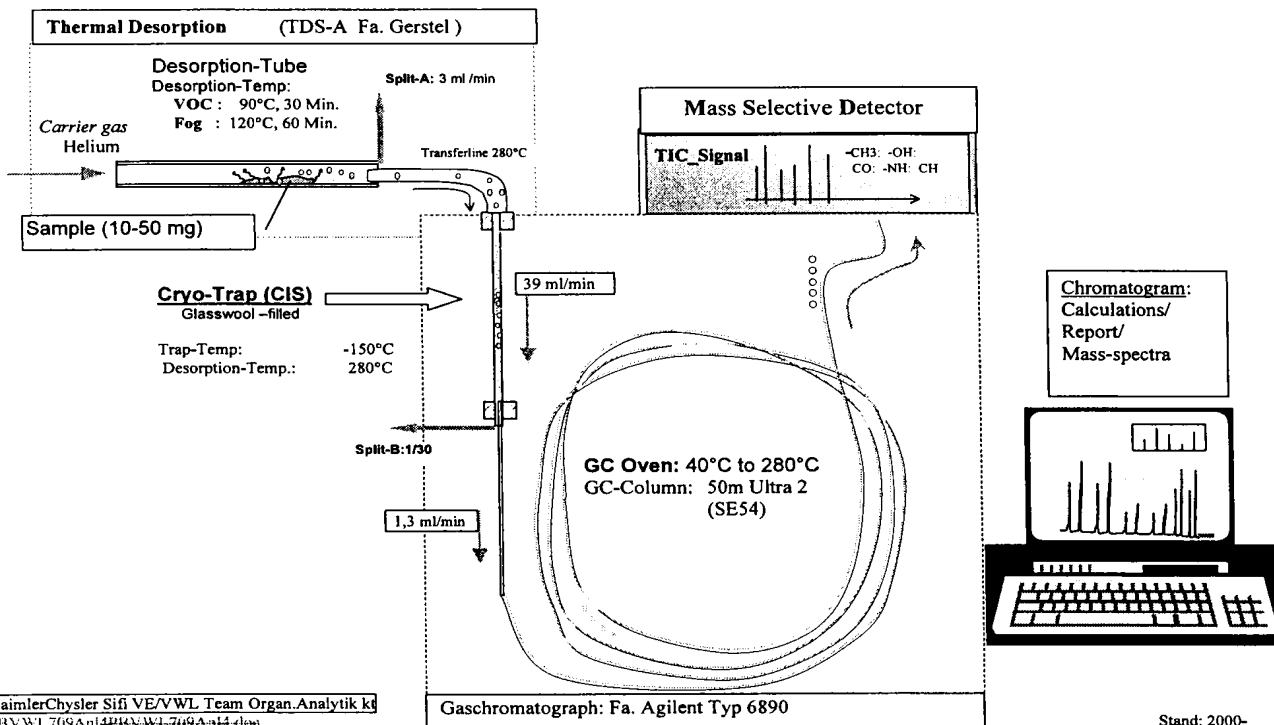 Thermal Desorption (TDS-A Fa. Gerstel )
Desorption-Tube
Desorption-Temp:
VOC : 90°C, 30 Min.
Fog : 120°C, 60 Min.
Split-A: 3 ml /min
Carrier gas
Helium
Transferline 280°C
Sample (10-50 mg)
Mass Selective Detector
TIC_Signal
-CH3: -OH:
CO: -NH: CH
Cryo-Trap (CIS)
Glasswool –filled
Trap-Temp: -150°C
Desorption-Temp.: 280°C
39 ml/min
Split-B:1/30
1,3 ml/min
GC Oven: 40°C to 280°C
GC-Column: 50m Ultra 2
(SE54)
Chromatogram:
Calculations/
Report/
Mass-spectra
aimlerChysler Sifi VE/VWL Team Organ.Analytik
Gaschromatograph: Fa. Agilent Typ 6890
Stand: 2000-